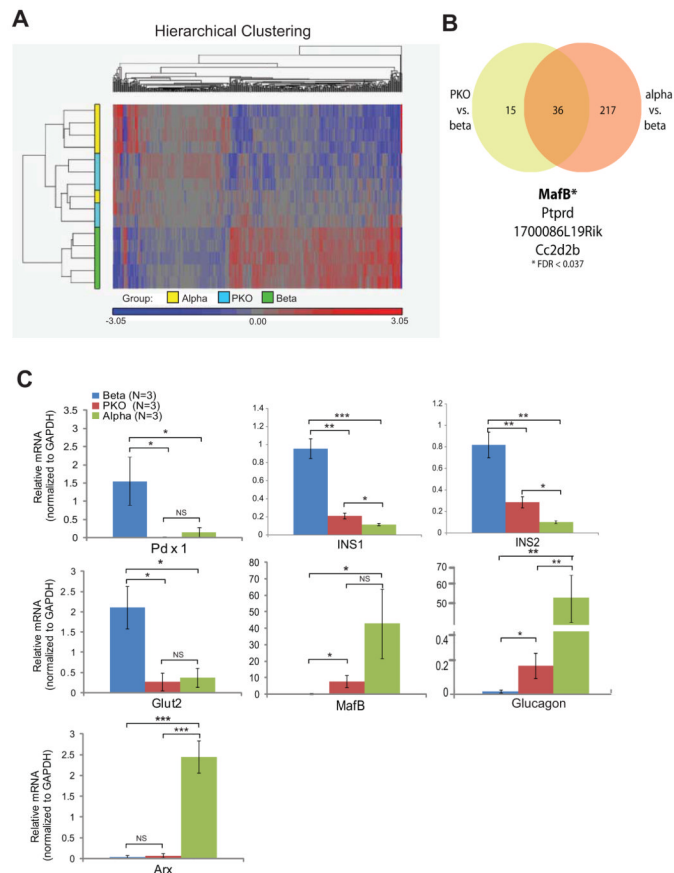 A
Hierarchical Clustering
Group: Alpha PKO Beta
-3.05 0.00 3.05
B
PKO vs. beta
15 36 217
alpha vs. beta
MafB*
Ptprd
1700086L19Rik
Cc2d2b
* FDR < 0.037
C
Beta (N=3)
PKO (N=3)
Alpha (N=3)
Relative mRNA
(normalized to GAPDH)
3.5
3
2.5
2
1.5
1
0.5
0
*
*
NS
Pd x 1
1.4
1.2
1
0.8
0.6
0.4
0.2
0
***
**
*
INS1
1
0.8
0.6
0.4
0.2
0
**
**
*
INS2
Relative mRNA
(normalized to GAPDH)
3
2.5
2
1.5
1
0.5
0
*
*
NS
Glut2
80
70
60
50
40
30
20
10
0
*
NS
*
MafB
70
60
50
0.4
0.2
0
**
**
*
Glucagon
Relative mRNA
(normalized to GAPDH)
3.5
3
2.5
2
1.5
1
0.5
0
***
***
NS
Arx